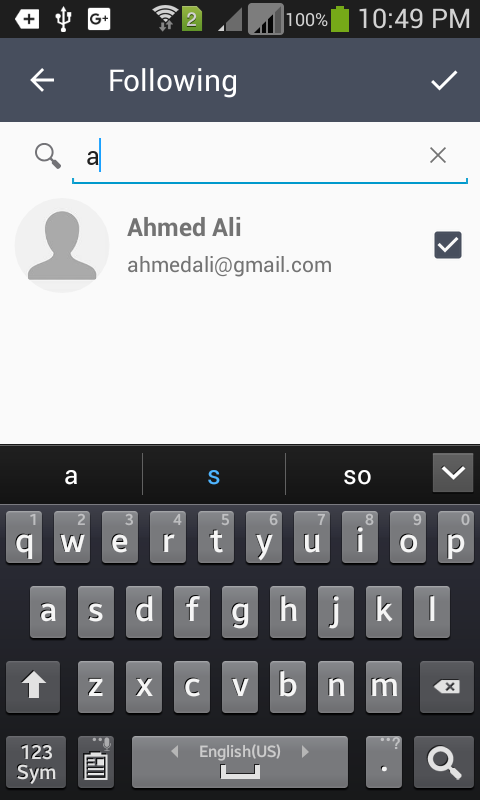 2 100% 10:49 PM
Following
a
Ahmed Ali
ahmedali@gmail.com
a s so
1 2 3 4 5 6 7 8 9 0
q w e r t y u i o p
a s d f g h j k l
z x c v b n m
123 Sym English(US) . ?